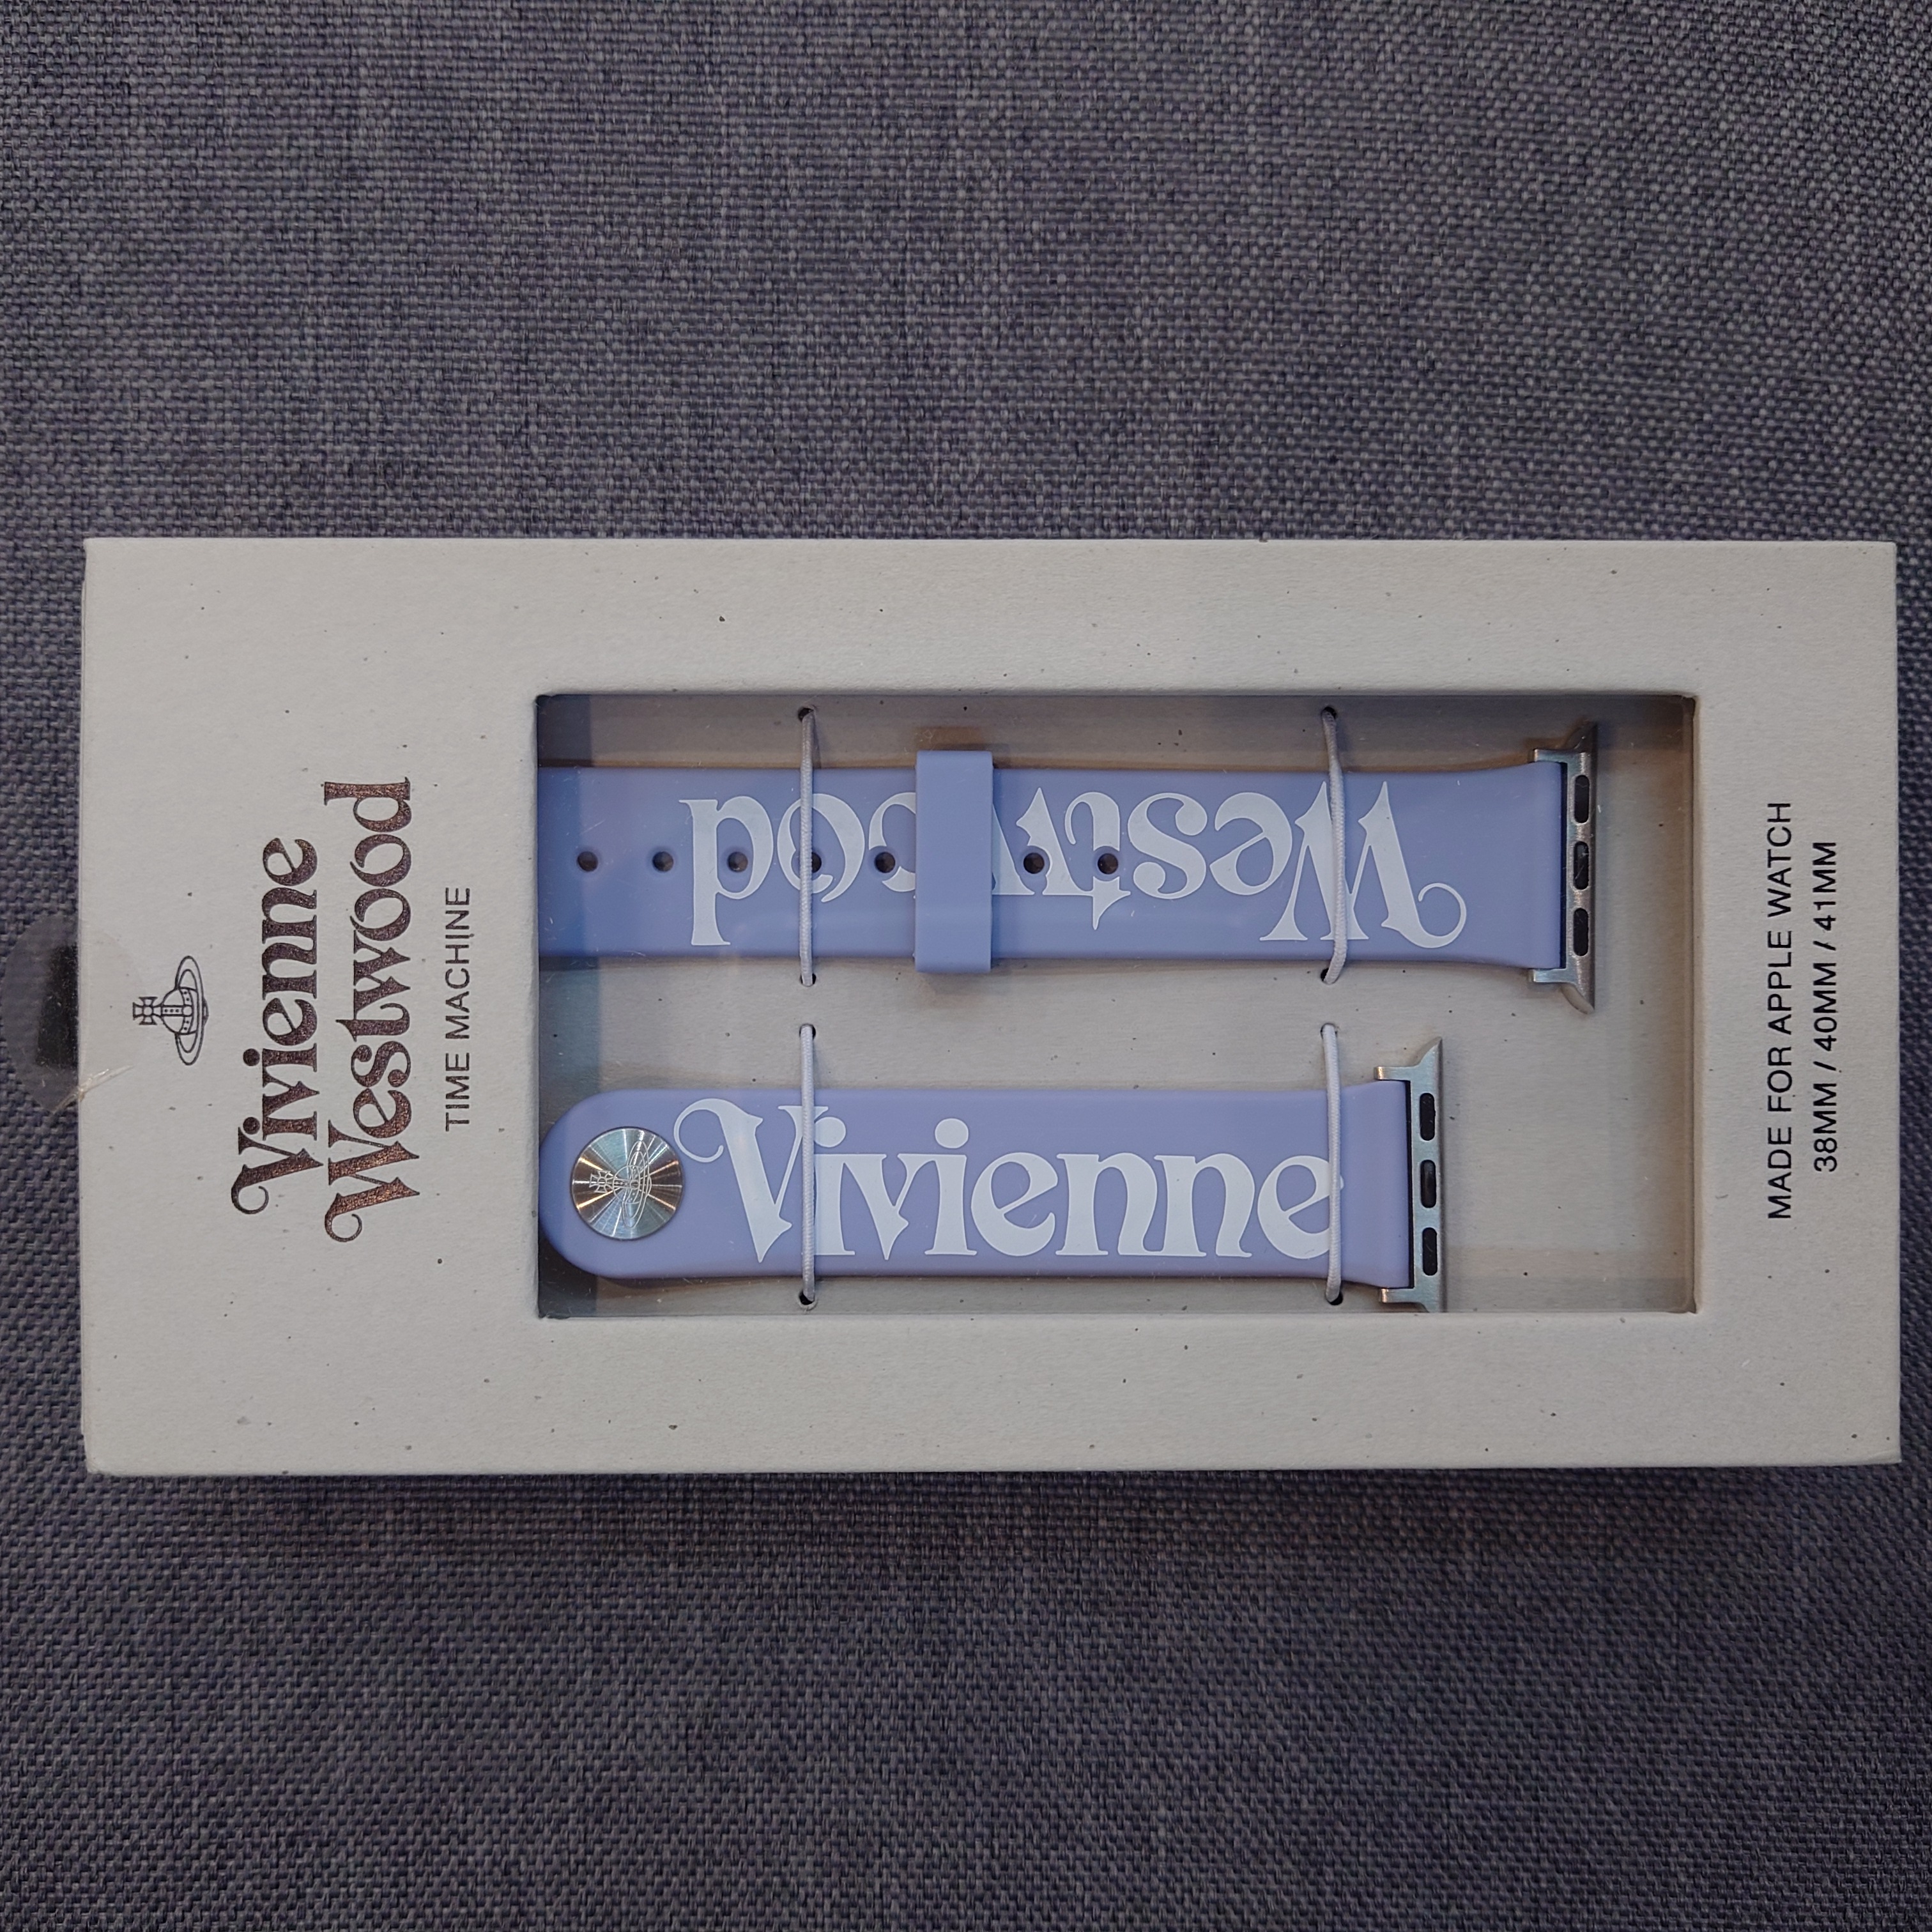 Vivienne
Westwood
TIME MACHINE
Westwood
Vivienne
MADE FOR APPLE WATCH
38MM / 40MM / 41MM